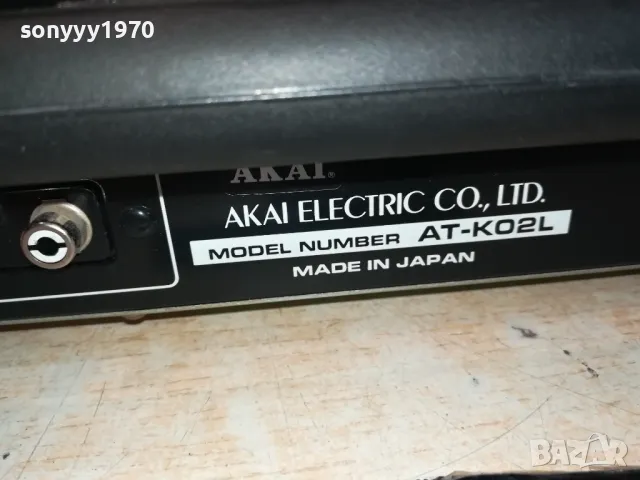 sonyyy1970
AKAI®
AKAI ELECTRIC CO., LTD.
MODEL NUMBER AT-K02L
MADE IN JAPAN
BAZAR